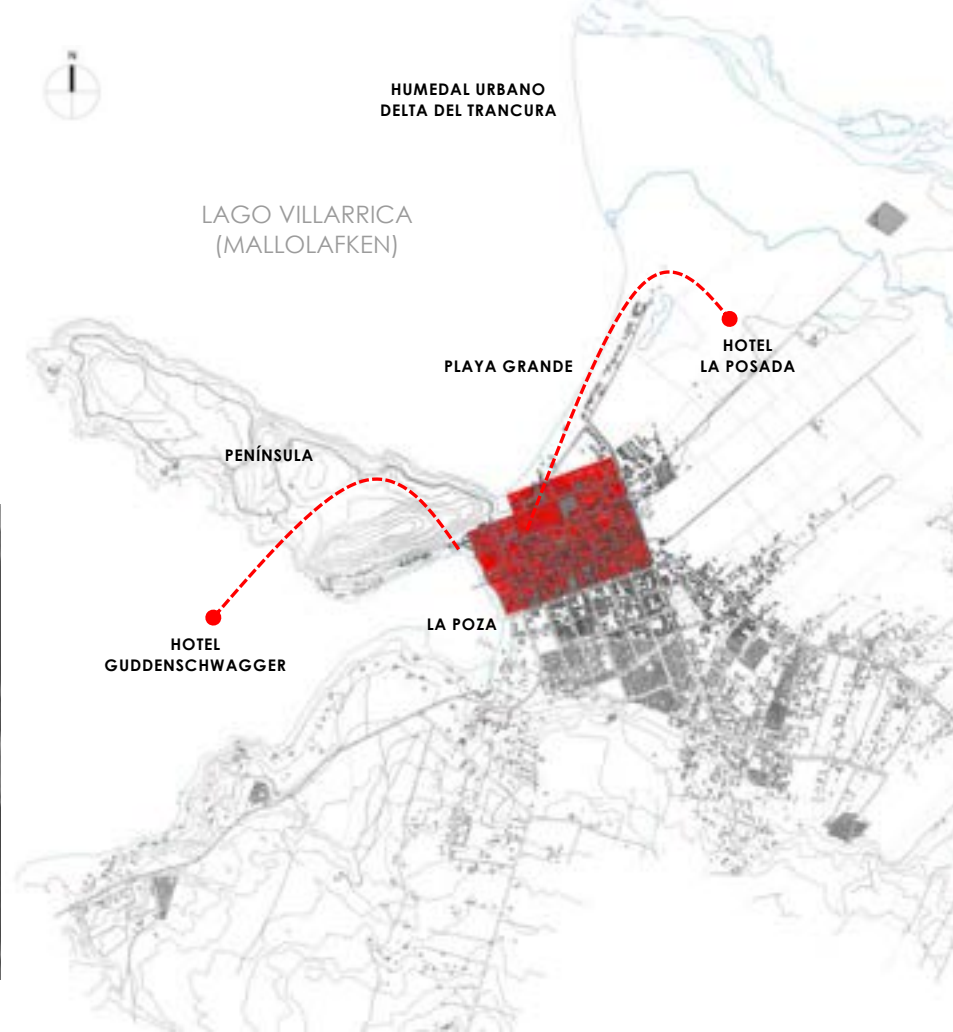 N
HUMEDAL URBANO
DELTA DEL TRANCURA
LAGO VILLARRICA
(MALLOLAFKEN)
HOTEL
LA POSADA
PLAYA GRANDE
PENÍNSULA
LA POZA
HOTEL
GUDDENSCHWAGGER